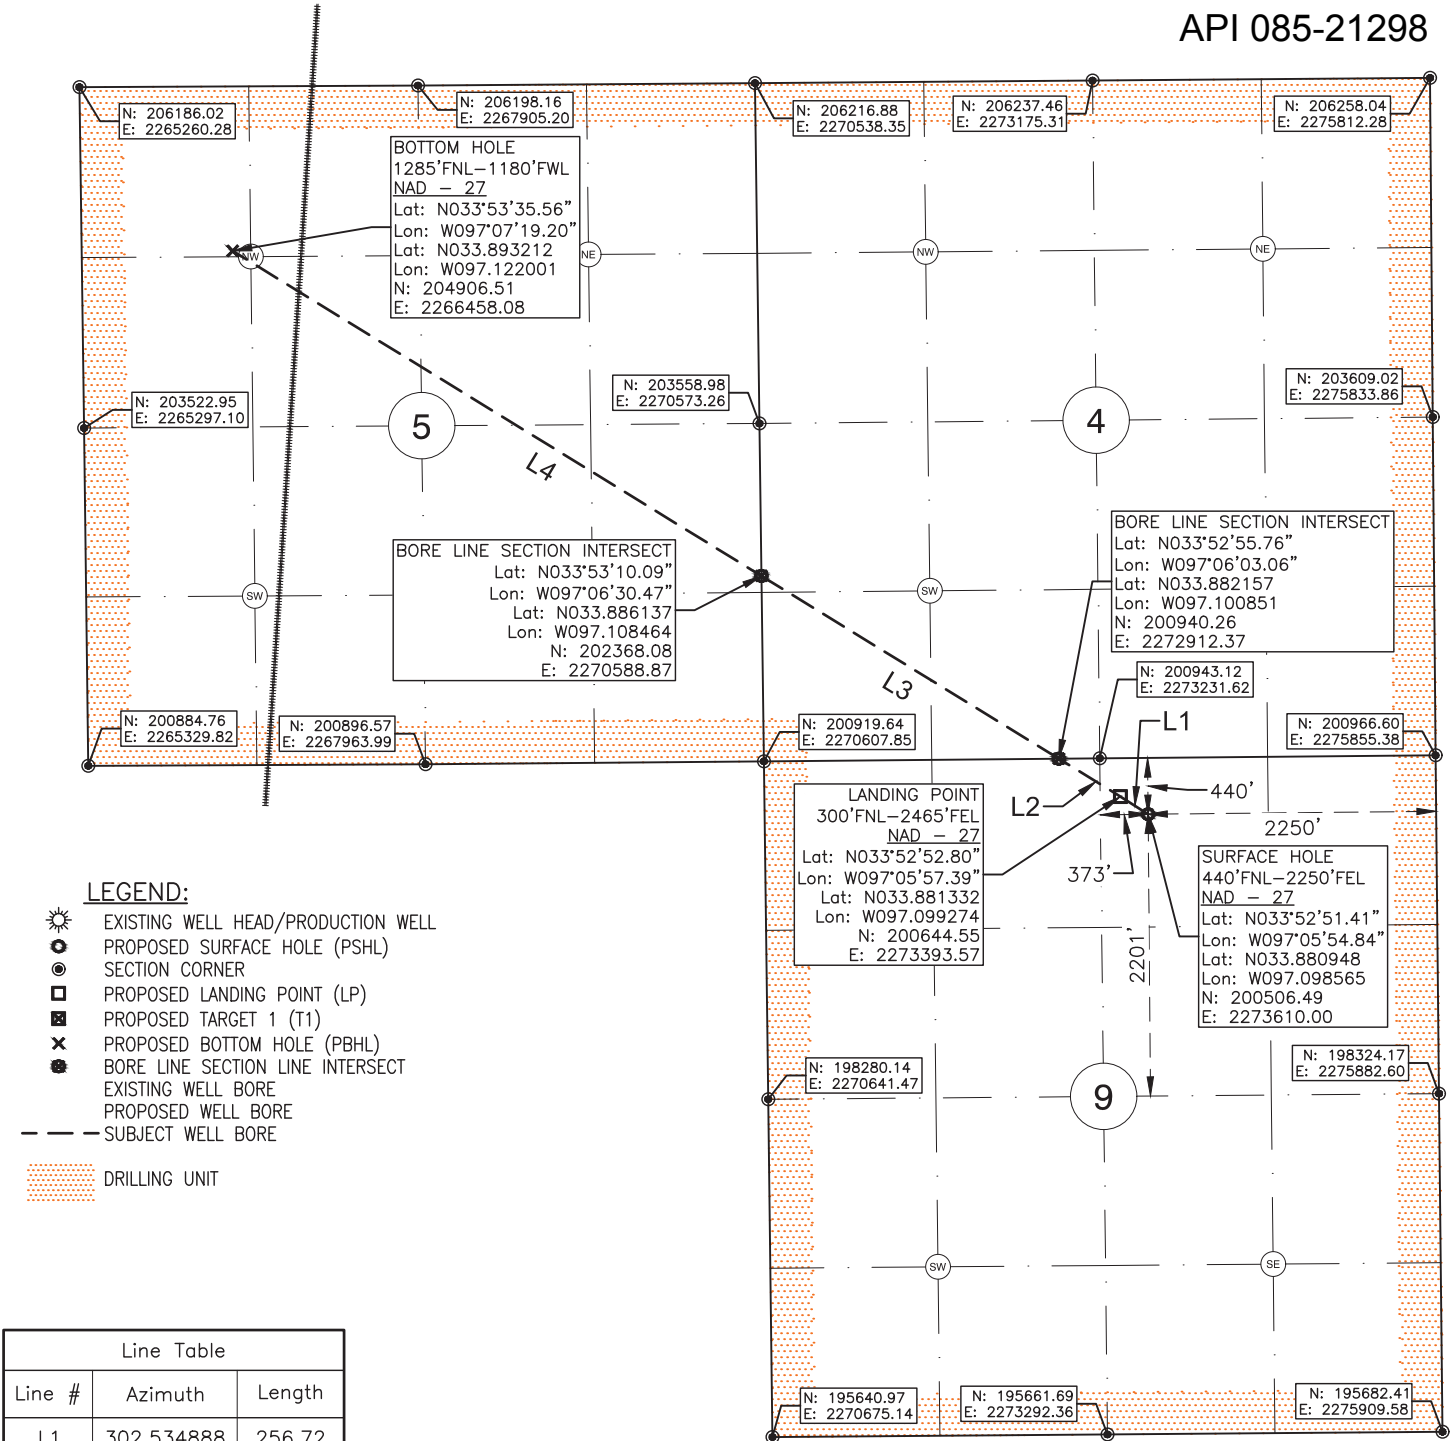 API 085-21298
N: 206186.02
E: 2265260.28
N: 206198.16
E: 2267905.20
N: 206216.88
E: 2270538.35
N: 206237.46
E: 2273175.31
N: 206258.04
E: 2275812.28
BOTTOM HOLE
1285'FNL-1180'FWL
NAD - 27
Lat: N033°53'35.56"
Lon: W097°07'19.20"
Lat: N033.893212
Lon: W097.122001
N: 204906.51
E: 2266458.08
NW
NE
NW
NE
N: 203522.95
E: 2265297.10
N: 203558.98
E: 2270573.26
N: 203609.02
E: 2275833.86
5
4
L4
BORE LINE SECTION INTERSECT
Lat: N033°53'10.09"
Lon: W097°06'30.47"
Lat: N033.886137
Lon: W097.108464
N: 202368.08
E: 2270588.87
BORE LINE SECTION INTERSECT
Lat: N033°52'55.76"
Lon: W097°06'03.06"
Lat: N033.882157
Lon: W097.100851
N: 200940.26
E: 2272912.37
SW
SW
L3
N: 200943.12
E: 2273231.62
N: 200884.76
E: 2265329.82
N: 200896.57
E: 2267963.99
N: 200919.64
E: 2270607.85
L1
N: 200966.60
E: 2275855.38
LANDING POINT
300'FNL-2465'FEL
NAD - 27
Lat: N033°52'52.80"
Lon: W097°05'57.39"
Lat: N033.881332
Lon: W097.099274
N: 200644.55
E: 2273393.57
L2
440'
2250'
373'
2201'
SURFACE HOLE
440'FNL-2250'FEL
NAD - 27
Lat: N033°52'51.41"
Lon: W097°05'54.84"
Lat: N033.880948
Lon: W097.098565
N: 200506.49
E: 2273610.00
LEGEND:
EXISTING WELL HEAD/PRODUCTION WELL
PROPOSED SURFACE HOLE (PSHL)
SECTION CORNER
PROPOSED LANDING POINT (LP)
PROPOSED TARGET 1 (T1)
PROPOSED BOTTOM HOLE (PBHL)
BORE LINE SECTION LINE INTERSECT
EXISTING WELL BORE
PROPOSED WELL BORE
SUBJECT WELL BORE
DRILLING UNIT
N: 198280.14
E: 2270641.47
N: 198324.17
E: 2275882.60
9
SW
SE
N: 195640.97
E: 2270675.14
N: 195661.69
E: 2273292.36
N: 195682.41
E: 2275909.58
Line Table
Line # Azimuth Length
L1 302.534888 256.72